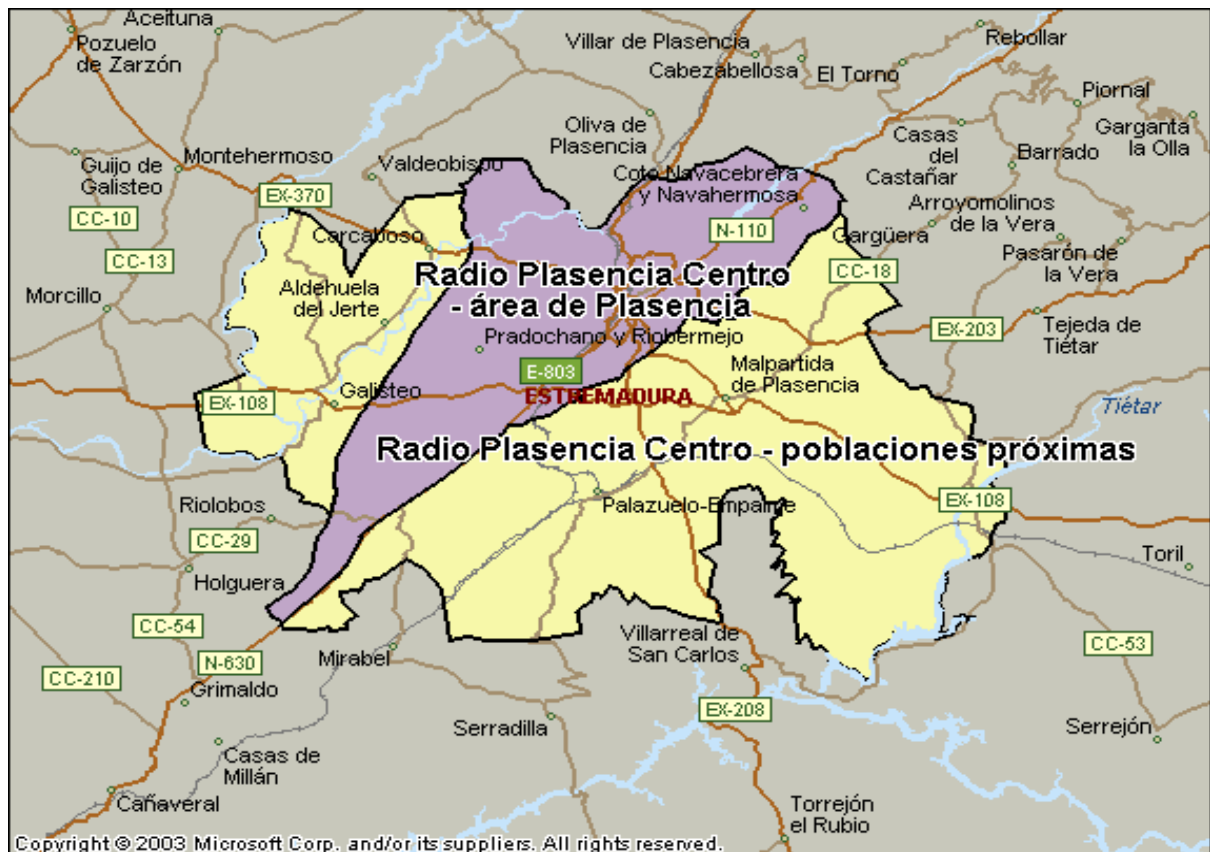 Aceituna
Pozuelo
de Zarzón
Villar de Plasencia
Rebollar
Cabezabellosa
El Torno
Piornal
Oliva de
Plasencia
Casas
del
Castañar
Garganta
la Olla
Guijo de
Galisteo
Montehermoso
Valdeobispo
Barrado
Coto Navacebrera
y Navahermosa
EX-370
CC-10
Arroyomolinos
de la Vera
N-110
Gargüera
Carcaboso
Pasarón de
la Vera
CC-13
CC-18
Radio Plasencia Centro
- área de Plasencia
Aldehuela
del Jerte
Morcillo
EX-203
Tejeda de
Tiétar
Pradochano y Riobermejo
E-803
Malpartida
de Plasencia
EX-108
Galisteo
ESTREMADURA
Tiétar
Radio Plasencia Centro - poblaciones próximas
Riolobos
Palazuelo-Empalme
EX-108
CC-29
Toril
Holguera
CC-54
Villarreal de
San Carlos
CC-53
N-630
Mirabel
CC-210
Grimaldo
EX-208
Serradilla
Serrejón
Casas de
Millán
Cañaveral
Torrejón
el Rubio
Copyright © 2003 Microsoft Corp. and/or its suppliers. All rights reserved.